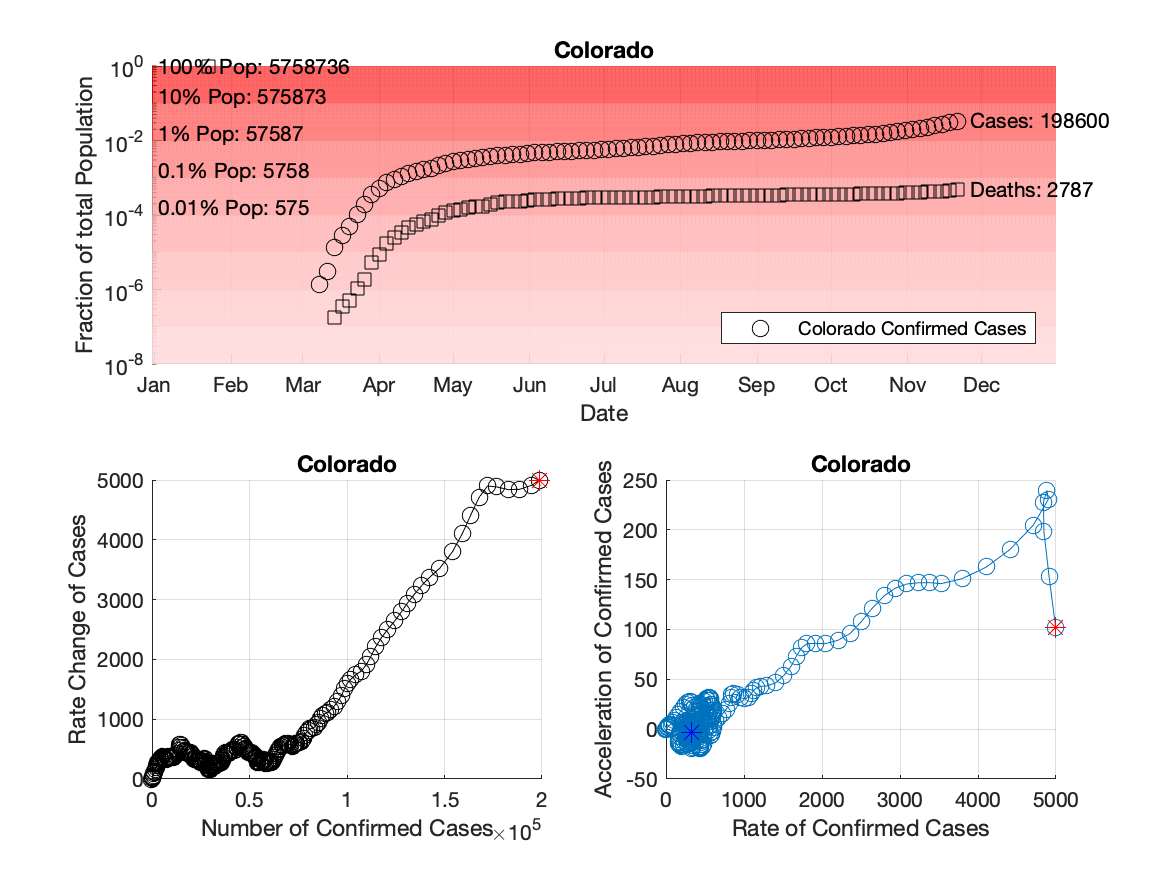 Colorado
10^0
10^-2
10^-4
10^-6
10^-8
Fraction of total Population
100% Pop: 5758736
10% Pop: 575873
1% Pop: 57587
0.1% Pop: 5758
0.01% Pop: 575
Cases: 198600
Deaths: 2787
Colorado Confirmed Cases
Jan Feb Mar Apr May Jun Jul Aug Sep Oct Nov Dec
Date
Colorado
5000
4000
3000
2000
1000
0
Rate Change of Cases
0 0.5 1 1.5 2
Number of Confirmed Cases ×10^5
Colorado
250
200
150
100
50
0
-50
Acceleration of Confirmed Cases
0 1000 2000 3000 4000 5000
Rate of Confirmed Cases